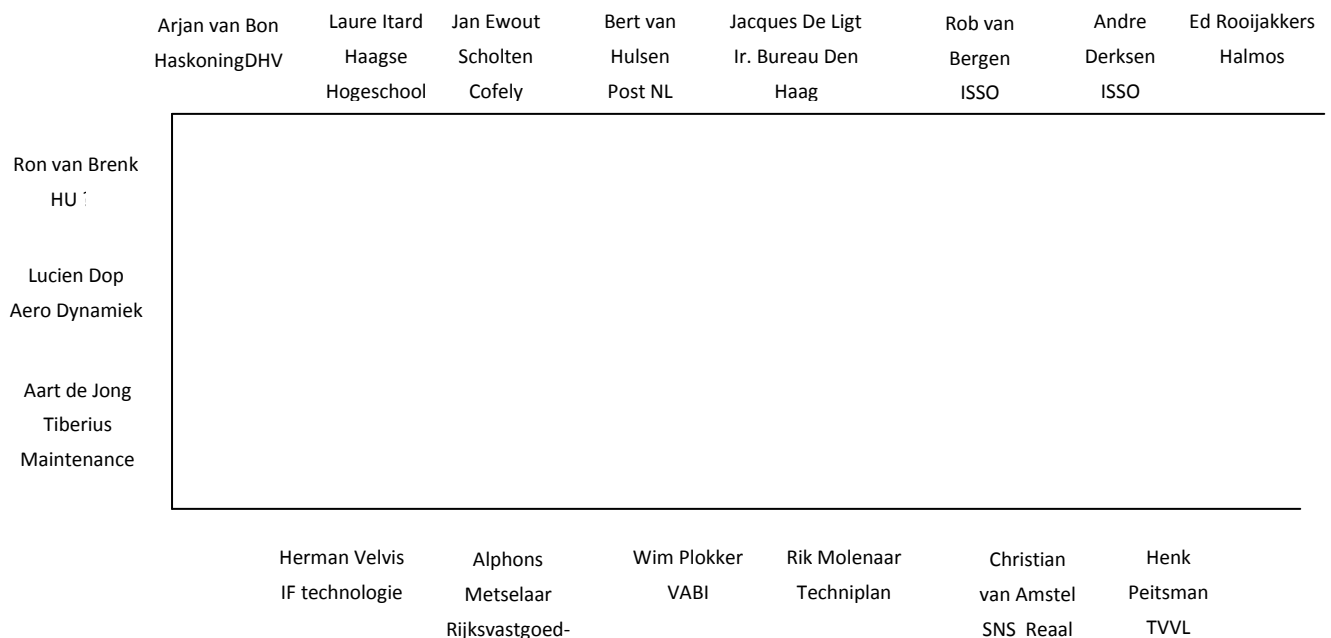 Arjan van Bon
HaskoningDHV
Laure Itard
Haagse
Hogeschool
Jan Ewout
Scholten
Cofely
Bert van
Hulsen
Post NL
Jacques De Ligt
Ir. Bureau Den
Haag
Rob van
Bergen
ISSO
Andre
Derksen
ISSO
Ed Rooijakkers
Halmos
Ron van Brenk
HU
Lucien Dop
Aero Dynamiek
Aart de Jong
Tiberius
Maintenance
Herman Velvis
IF technologie
Alphons
Metselaar
Rijksvastgoed-
Wim Plokker
VABI
Rik Molenaar
Techniplan
Christian
van Amstel
SNS Reaal
Henk
Peitsman
TVVL